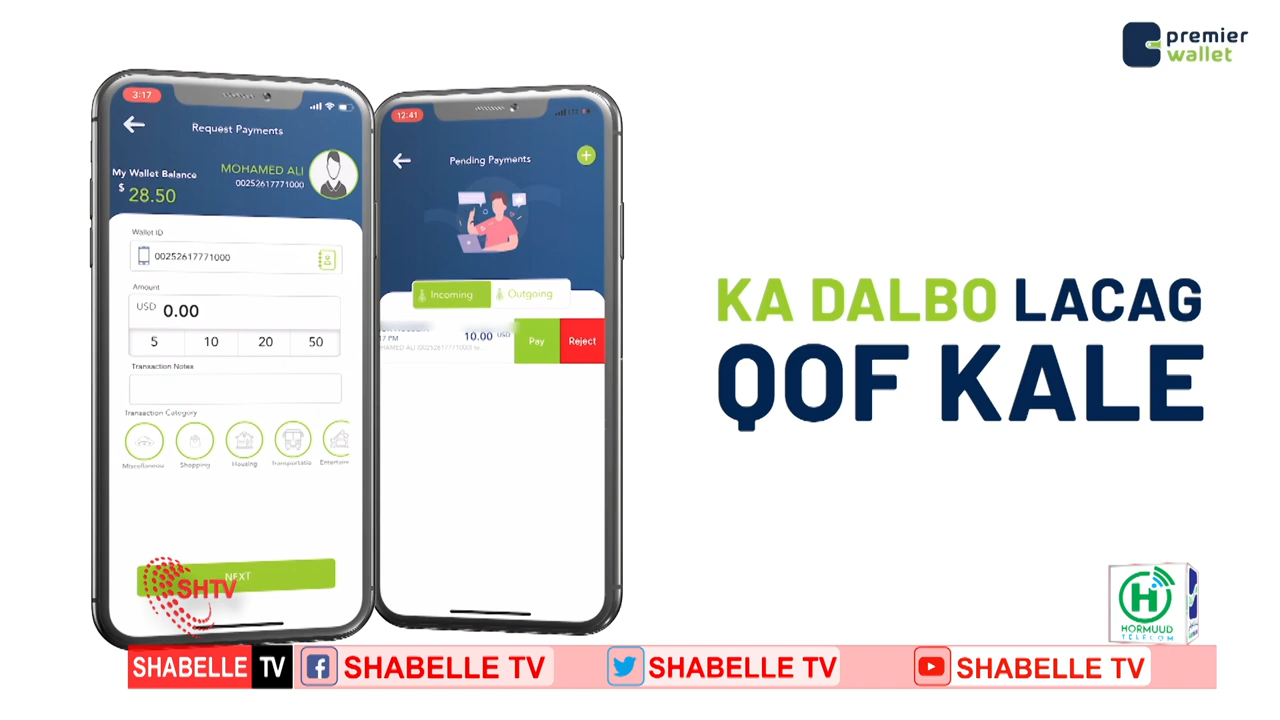 premier
wallet
3:17
Request Payments
My Wallet Balance
$ 28.50
MOHAMED ALI
00252617771000
Wallet ID
00252617771000
Amount
USD 0.00
5 10 20 50
Transaction Notes
Transaction Category
Miscellaneou Shopping Housing Transportatio Entertain
NEXT
12:41
Pending Payments
Incoming Outgoing
10.00 USD
Pay Reject
KA DALBO LACAG
QOF KALE
SHTV
HORMUUD
TELECOM
SHABELLE TV SHABELLE TV SHABELLE TV SHABELLE TV